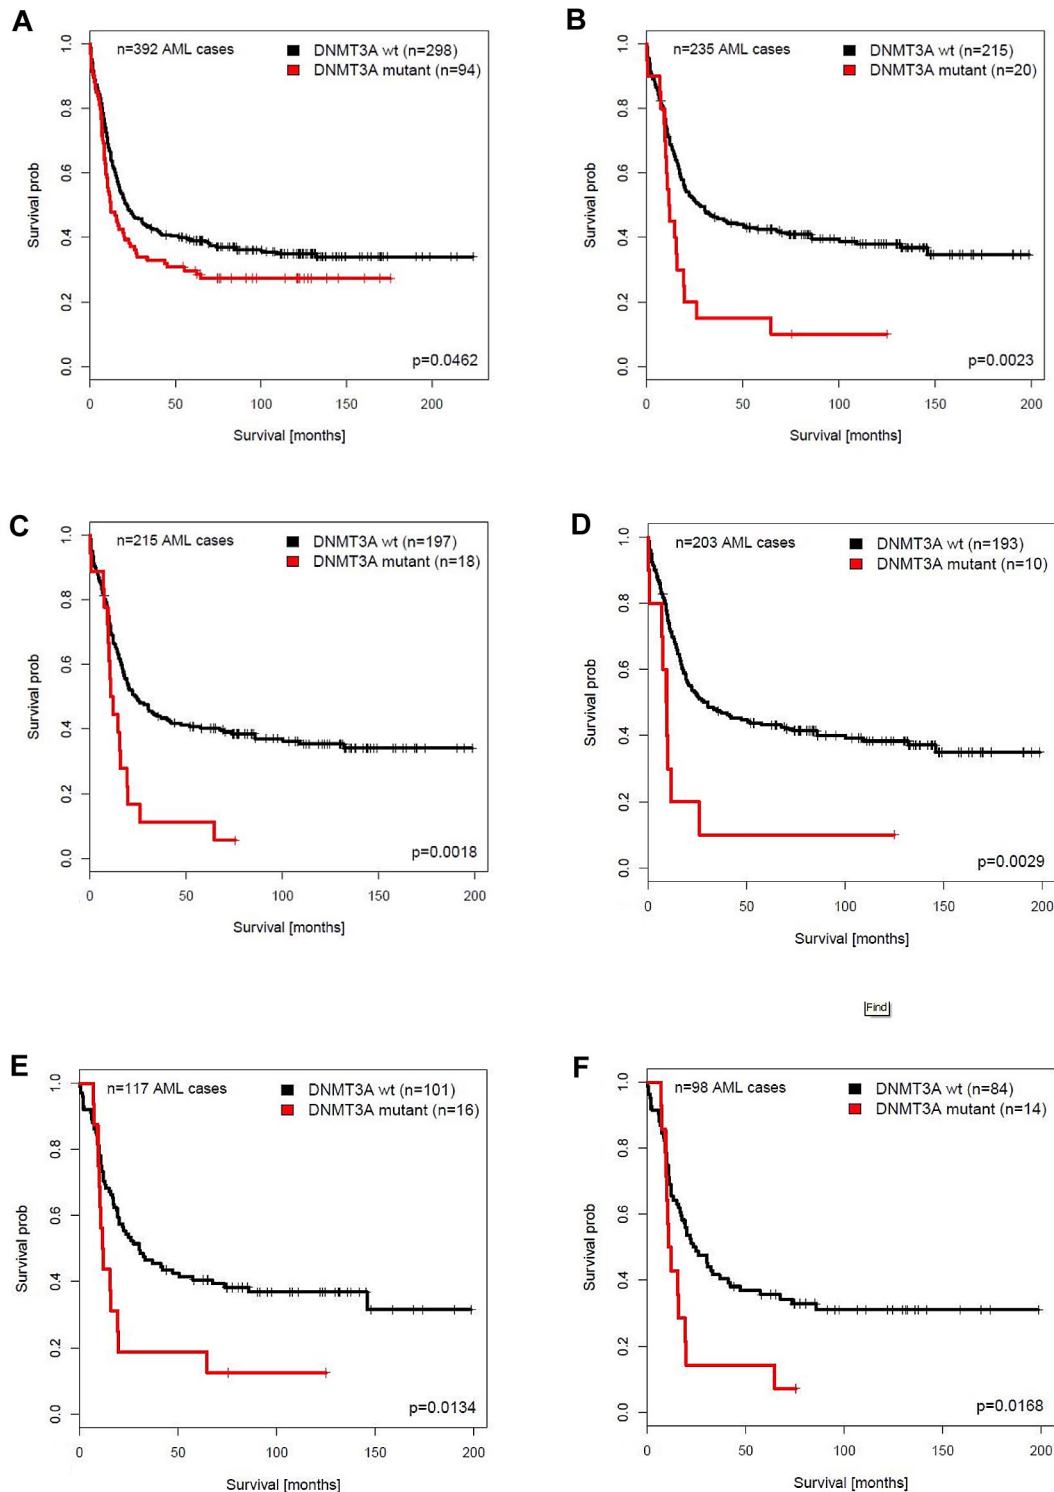 A
n=392 AML cases
DNMT3A wt (n=298)
DNMT3A mutant (n=94)
Survival prob
1.0
0.8
0.6
0.4
0.2
0.0
p=0.0462
0 50 100 150 200
Survival [months]
B
n=235 AML cases
DNMT3A wt (n=215)
DNMT3A mutant (n=20)
Survival prob
1.0
0.8
0.6
0.4
0.2
0.0
p=0.0023
0 50 100 150 200
Survival [months]
C
n=215 AML cases
DNMT3A wt (n=197)
DNMT3A mutant (n=18)
Survival prob
1.0
0.8
0.6
0.4
0.2
0.0
p=0.0018
0 50 100 150 200
Survival [months]
D
n=203 AML cases
DNMT3A wt (n=193)
DNMT3A mutant (n=10)
Survival prob
1.0
0.8
0.6
0.4
0.2
0.0
p=0.0029
0 50 100 150 200
Survival [months]
Find
E
n=117 AML cases
DNMT3A wt (n=101)
DNMT3A mutant (n=16)
Survival prob
1.0
0.8
0.6
0.4
0.2
0.0
p=0.0134
0 50 100 150 200
Survival [months]
F
n=98 AML cases
DNMT3A wt (n=84)
DNMT3A mutant (n=14)
Survival prob
1.0
0.8
0.6
0.4
0.2
0.0
p=0.0168
0 50 100 150 200
Survival [months]